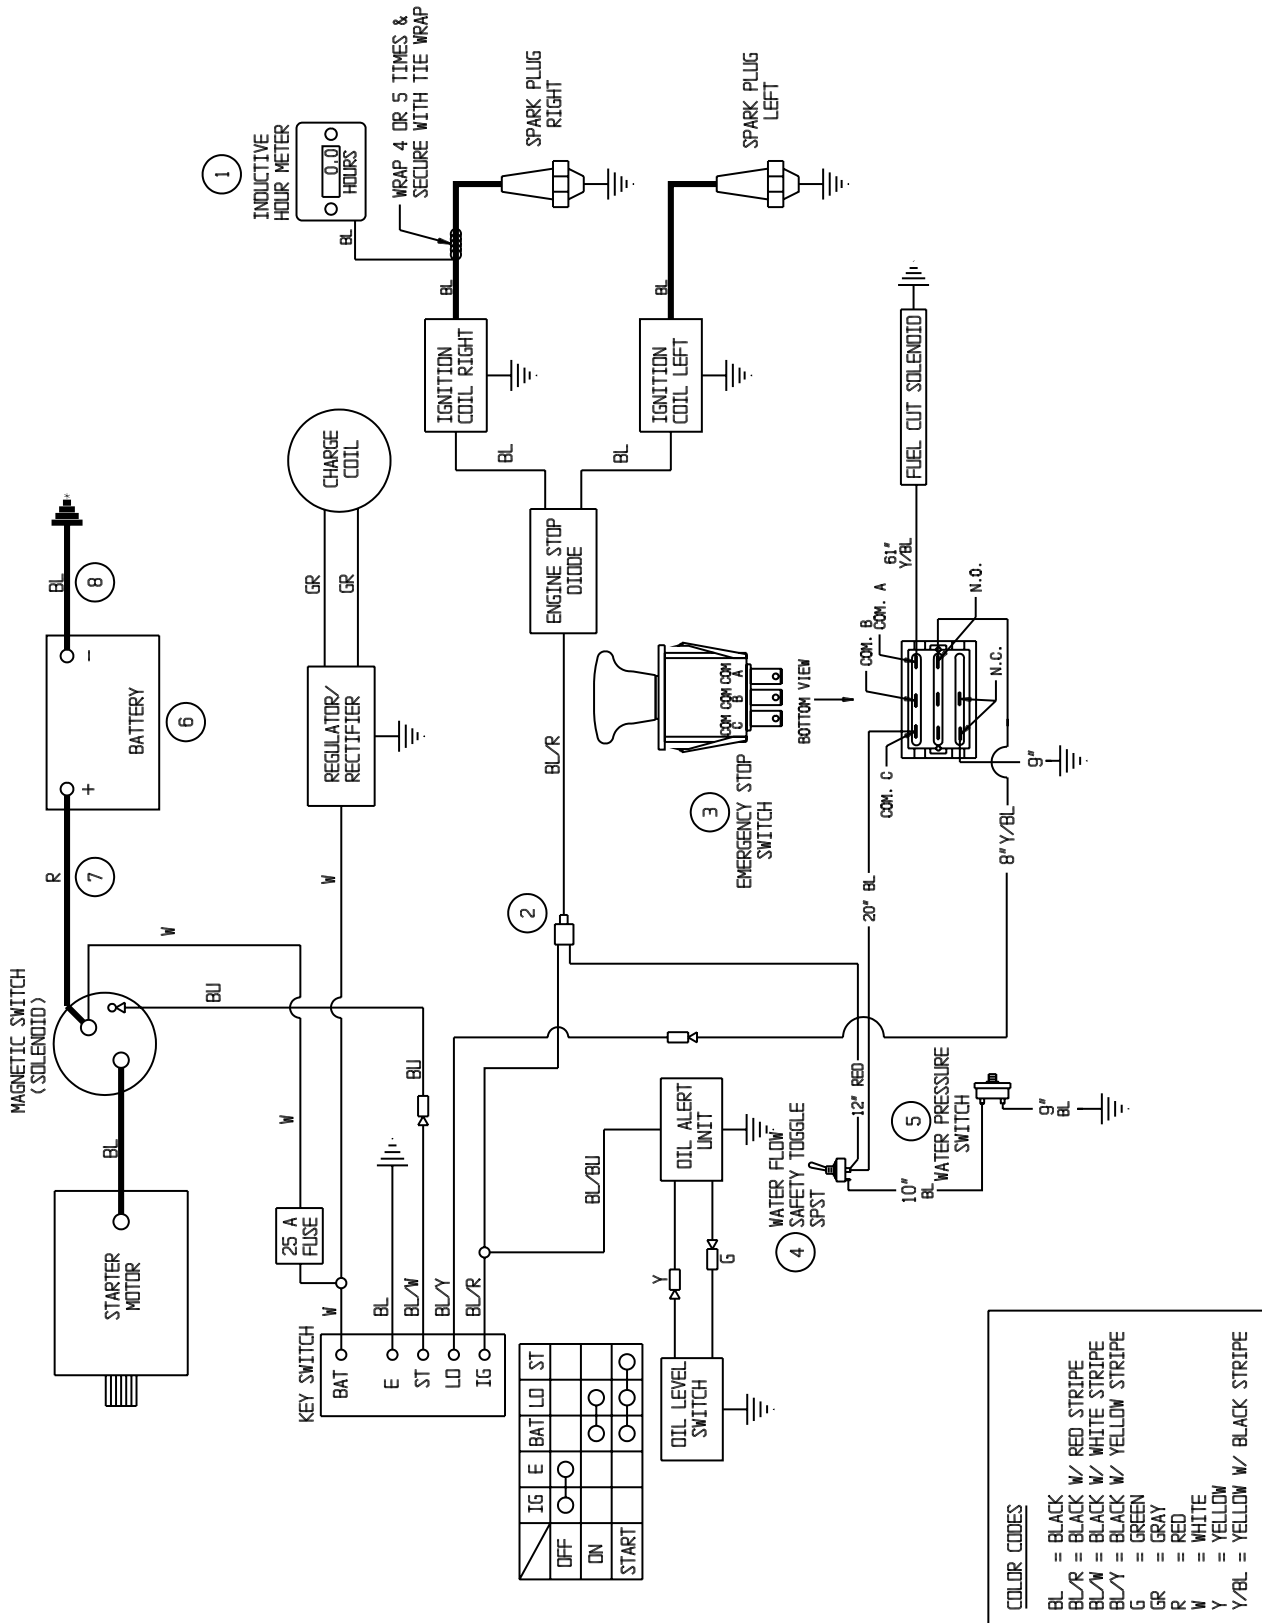 1
INDUCTIVE
HOUR METER
0.0
HOURS
BL
WRAP 4 OR 5 TIMES &
SECURE WITH TIE WRAP
SPARK PLUG
RIGHT
SPARK PLUG
LEFT
BL
BL
IGNITION
COIL RIGHT
IGNITION
COIL LEFT
BL
BL
CHARGE
COIL
GR
GR
REGULATOR/
RECTIFIER
W
BL
8
-
BATTERY
+
6
R
7
MAGNETIC SWITCH
(SOLENOID)
W
BU
BL
STARTER
MOTOR
W
25 A
FUSE
BU
ENGINE STOP
DIODE
BL/R
2
FUEL CUT SOLENOID
61"
Y/BL
COM. A
COM. B
COM. C
N.O.
N.C.
COM A
COM B
COM C
BOTTOM VIEW
3
EMERGENCY STOP
SWITCH
9"
8" Y/BL
20" BL
12" RED
5
WATER PRESSURE
SWITCH
9"
BL
10"
BL
WATER FLOW
SAFETY TOGGLE
SPST
4
OIL ALERT
UNIT
BL/BU
Y
G
OIL LEVEL
SWITCH
KEY SWITCH
W
BAT
BL
E
BL/W
ST
BL/Y
LO
BL/R
IG
IG E BAT LO ST
OFF
ON
START
COLOR CODES
BL = BLACK
BL/R = BLACK W/ RED STRIPE
BL/W = BLACK W/ WHITE STRIPE
BL/Y = BLACK W/ YELLOW STRIPE
G = GREEN
GR = GRAY
R = RED
W = WHITE
Y = YELLOW
Y/BL = YELLOW W/ BLACK STRIPE